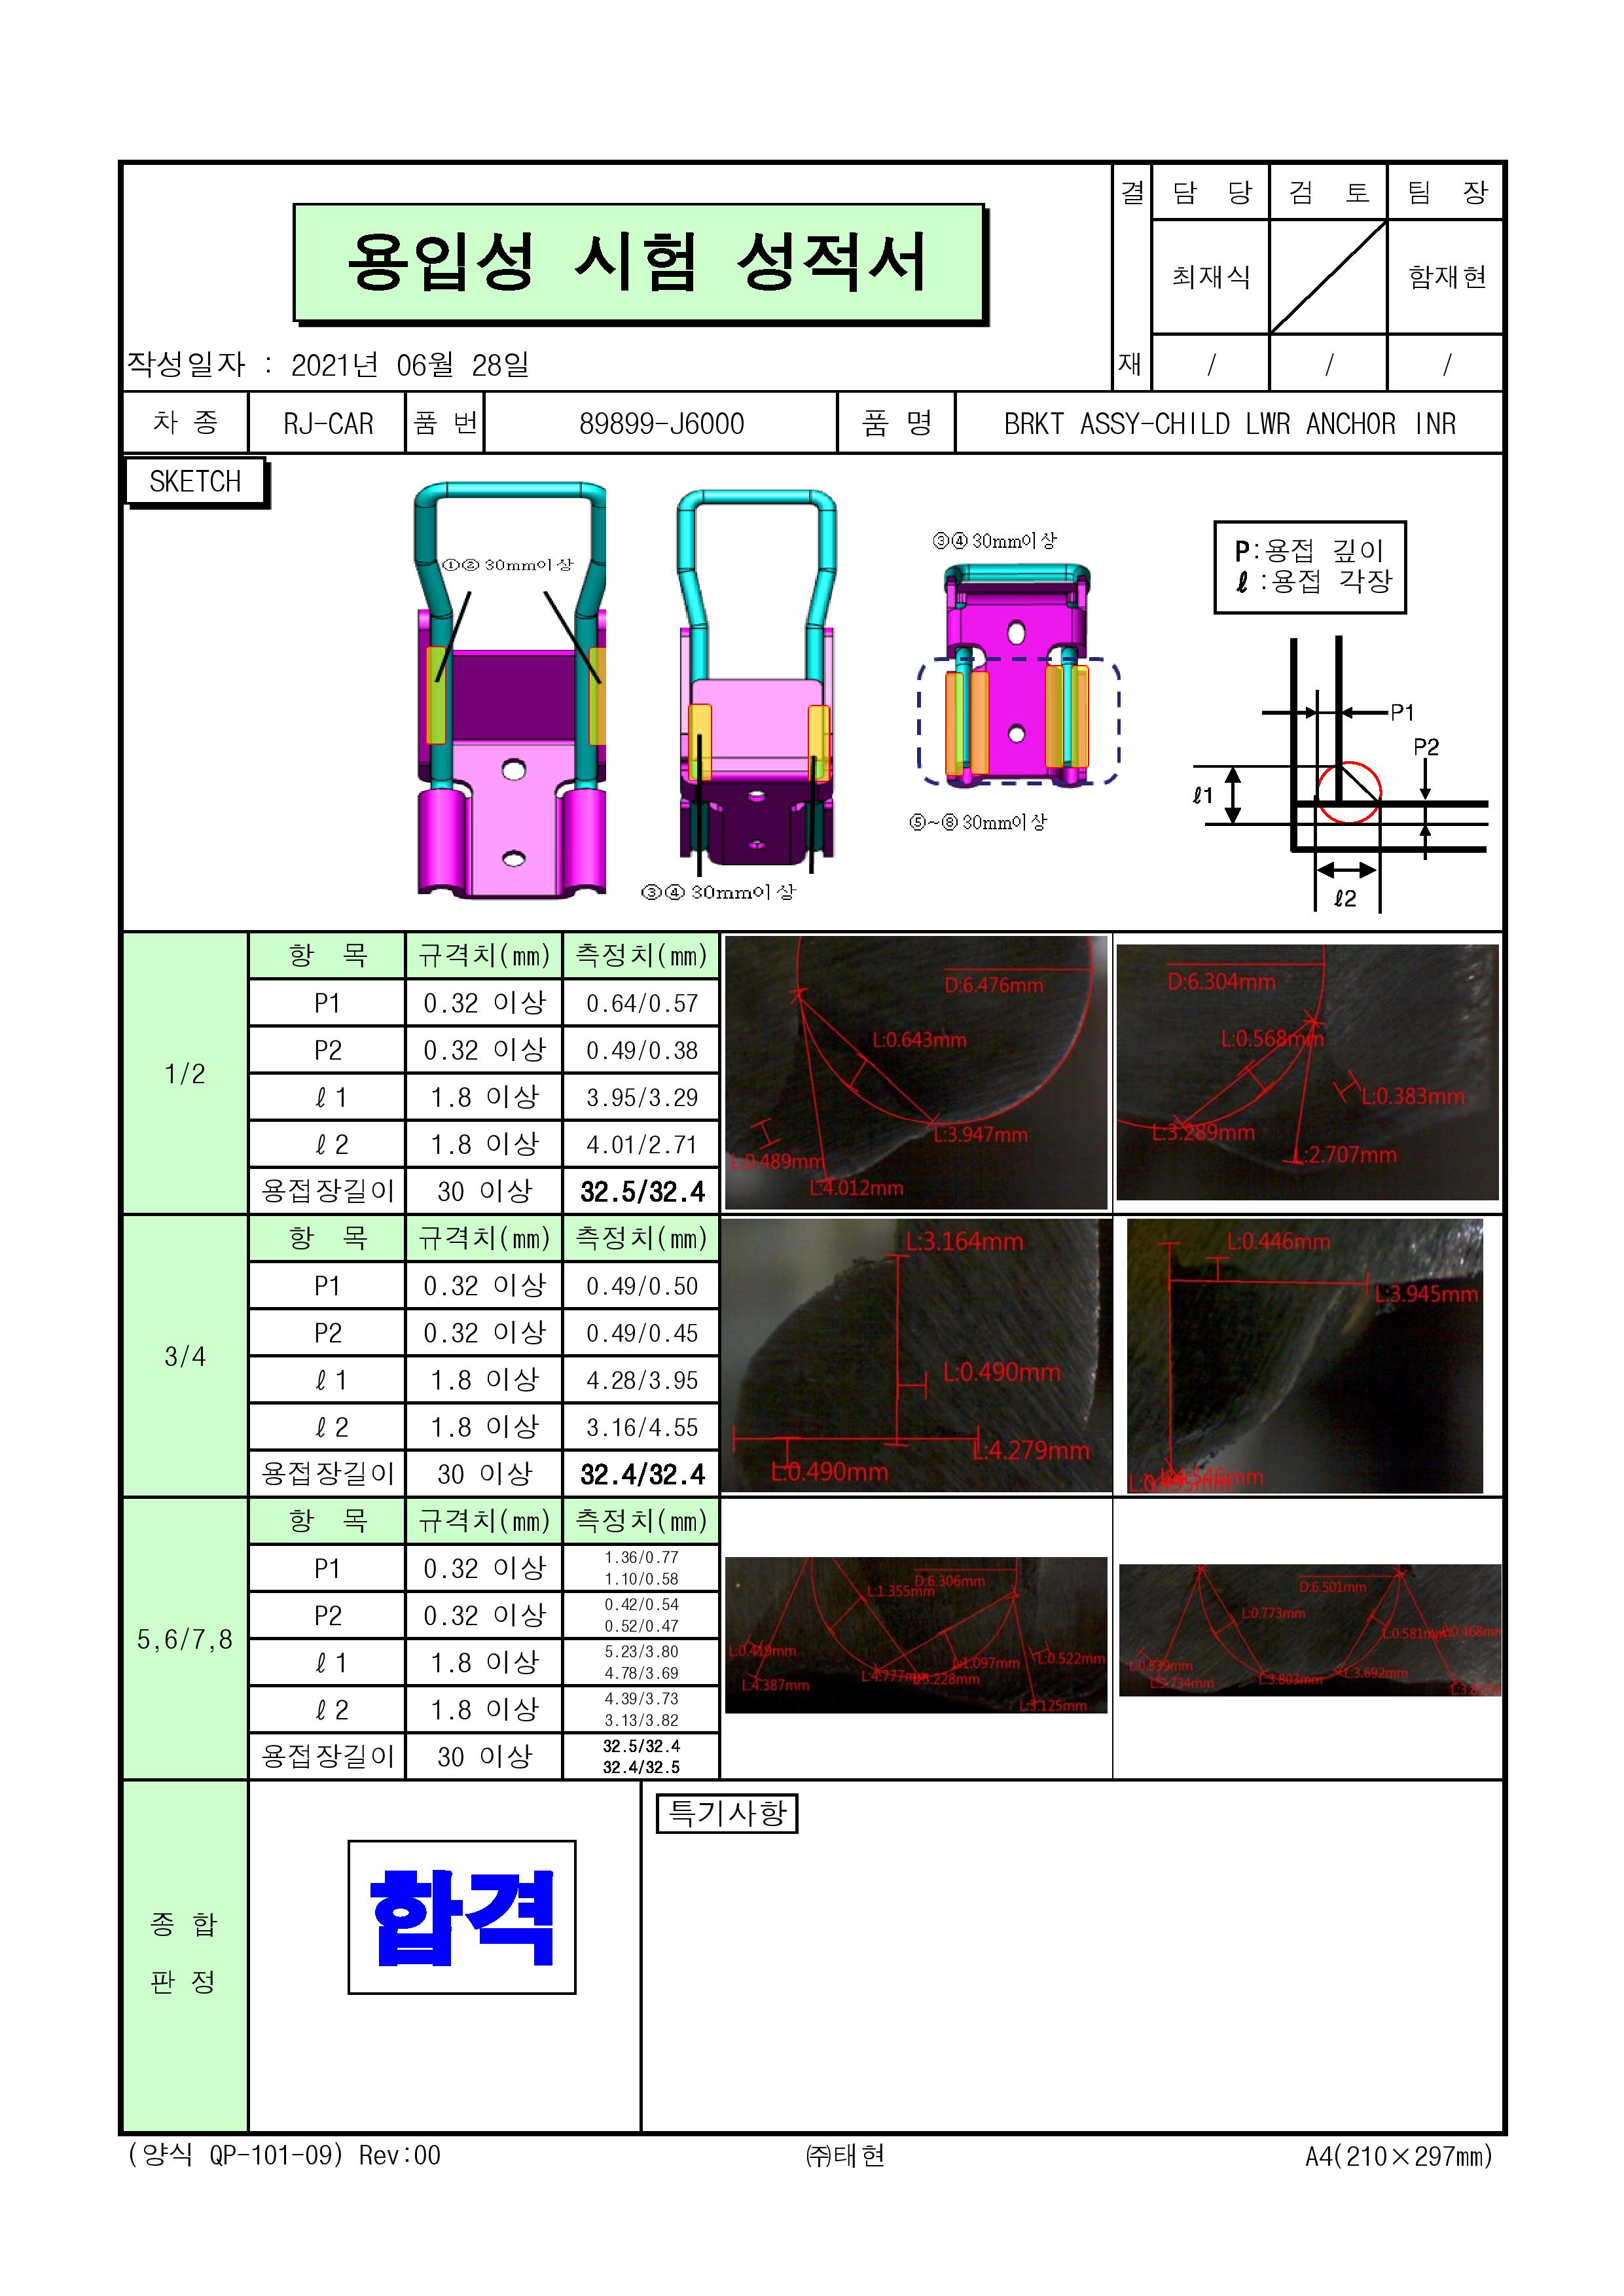 용입성 시험 성적서
결 재
담 당 검 토 팀 장
최재식 함재현
작성일자 : 2021년 06월 28일
/ / /
차 종 RJ-CAR 품 번 89899-J6000 품 명 BRKT ASSY-CHILD LWR ANCHOR INR
SKETCH
①② 30mm이상
③④ 30mm이상
③④ 30mm이상
⑤~⑧ 30mm이상
P:용접 깊이
ℓ :용접 각장
P1
P2
ℓ1
ℓ2
1/2
항 목 규격치(mm) 측정치(mm)
P1 0.32 이상 0.64/0.57
P2 0.32 이상 0.49/0.38
ℓ1 1.8 이상 3.95/3.29
ℓ2 1.8 이상 4.01/2.71
용접장길이 30 이상 32.5/32.4
D:6.476mm
L:0.643mm
L:3.947mm
L:0.489mm
L:4.012mm
D:6.304mm
L:0.568mm
L:0.383mm
L:3.289mm
L:2.707mm
3/4
항 목 규격치(mm) 측정치(mm)
P1 0.32 이상 0.49/0.50
P2 0.32 이상 0.49/0.45
ℓ1 1.8 이상 4.28/3.95
ℓ2 1.8 이상 3.16/4.55
용접장길이 30 이상 32.4/32.4
L:3.164mm
L:0.490mm
L:4.279mm
L:0.490mm
L:0.446mm
L:3.945mm
5,6/7,8
항 목 규격치(mm) 측정치(mm)
P1 0.32 이상 1.36/0.77
1.10/0.58
P2 0.32 이상 0.42/0.54
0.52/0.47
ℓ1 1.8 이상 5.23/3.80
4.78/3.69
ℓ2 1.8 이상 4.39/3.73
3.13/3.82
용접장길이 30 이상 32.5/32.4
32.4/32.5
D:6.306mm
L:1.355mm
L:0.419mm
L:4.387mm
L:1.097mm
L:0.522mm
L:3.125mm
D:6.501mm
L:0.773mm
L:0.581mm
L:0.468mm
L:3.803mm
L:3.692mm
종 합
판 정
합격
특기사항
(양식 QP-101-09) Rev:00 ㈜태현 A4(210×297mm)